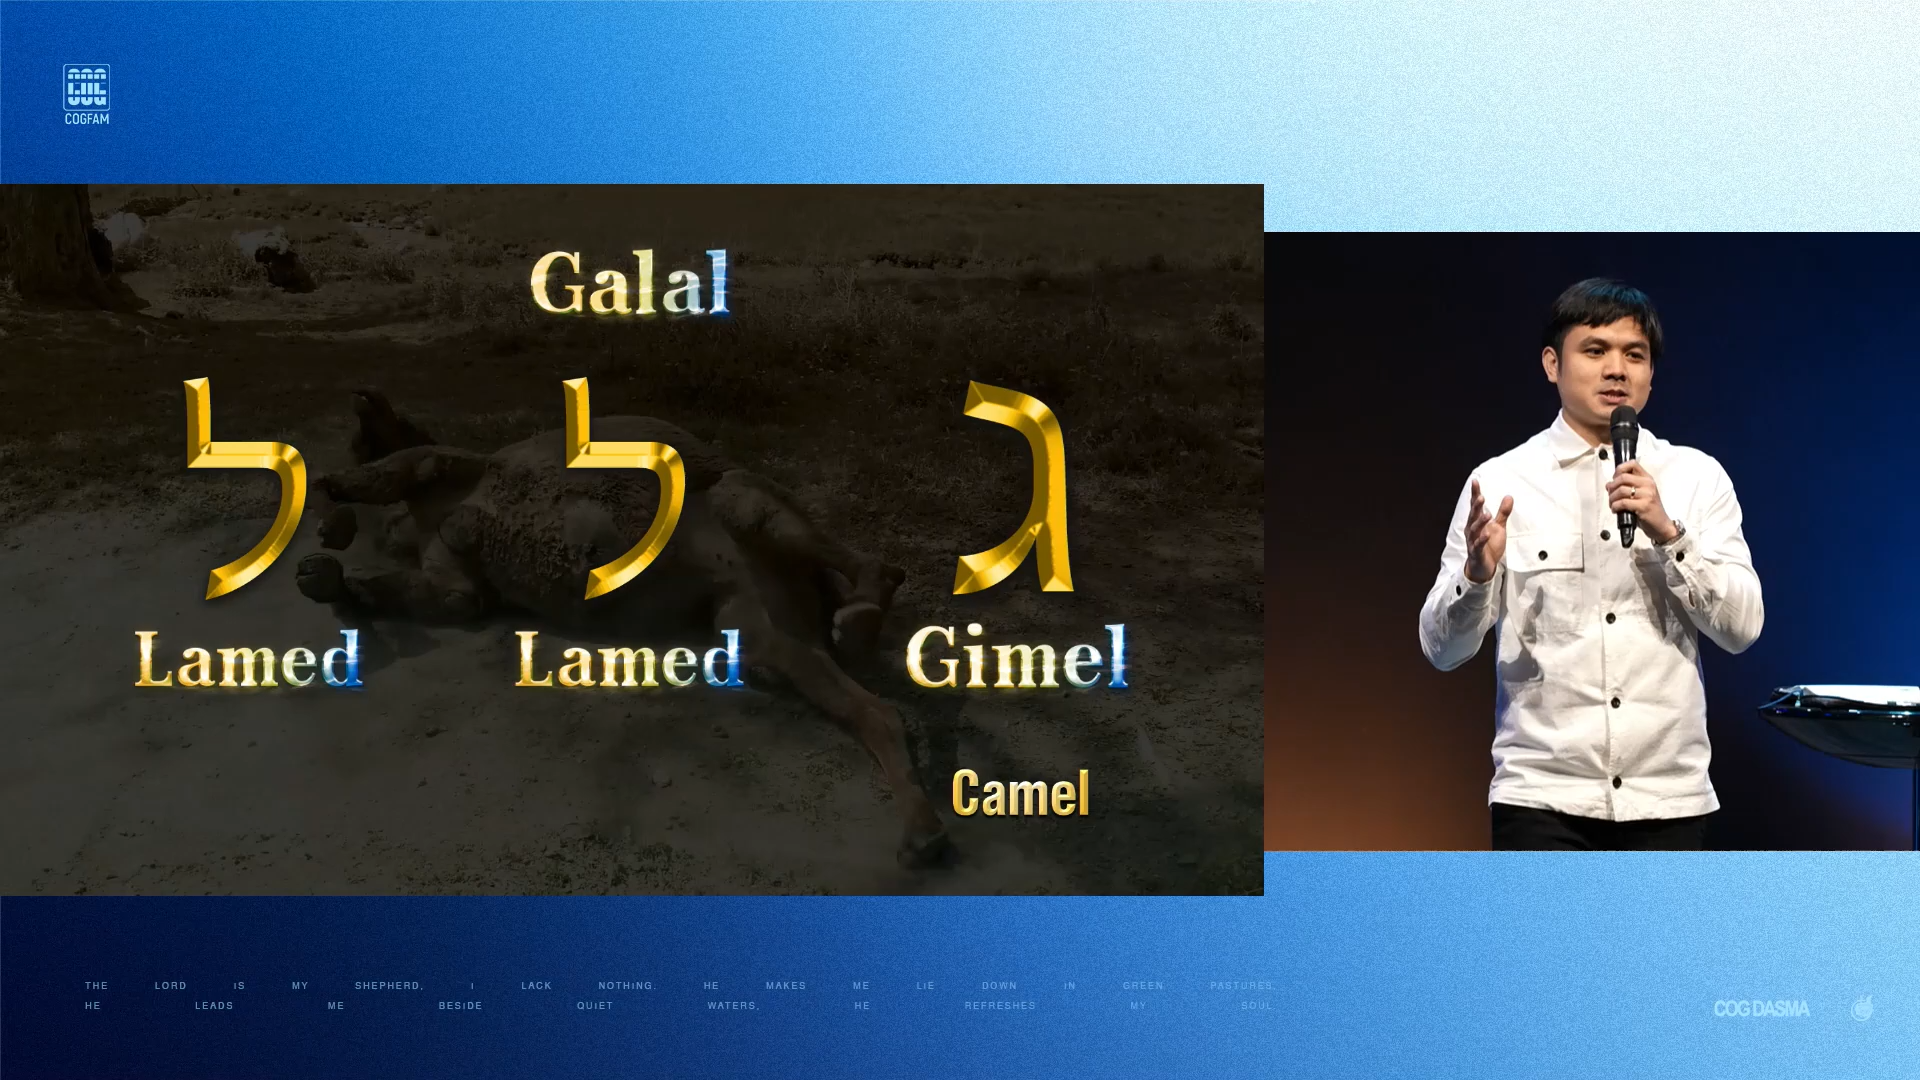 COG
COGFAM
Galal
ל ל ג
Lamed Lamed Gimel
Camel
THE LORD IS MY SHEPHERD, I LACK NOTHING. HE MAKES ME LIE DOWN IN GREEN PASTURES,
HE LEADS ME BESIDE QUIET WATERS, HE REFRESHES MY SOUL
COG DASMA